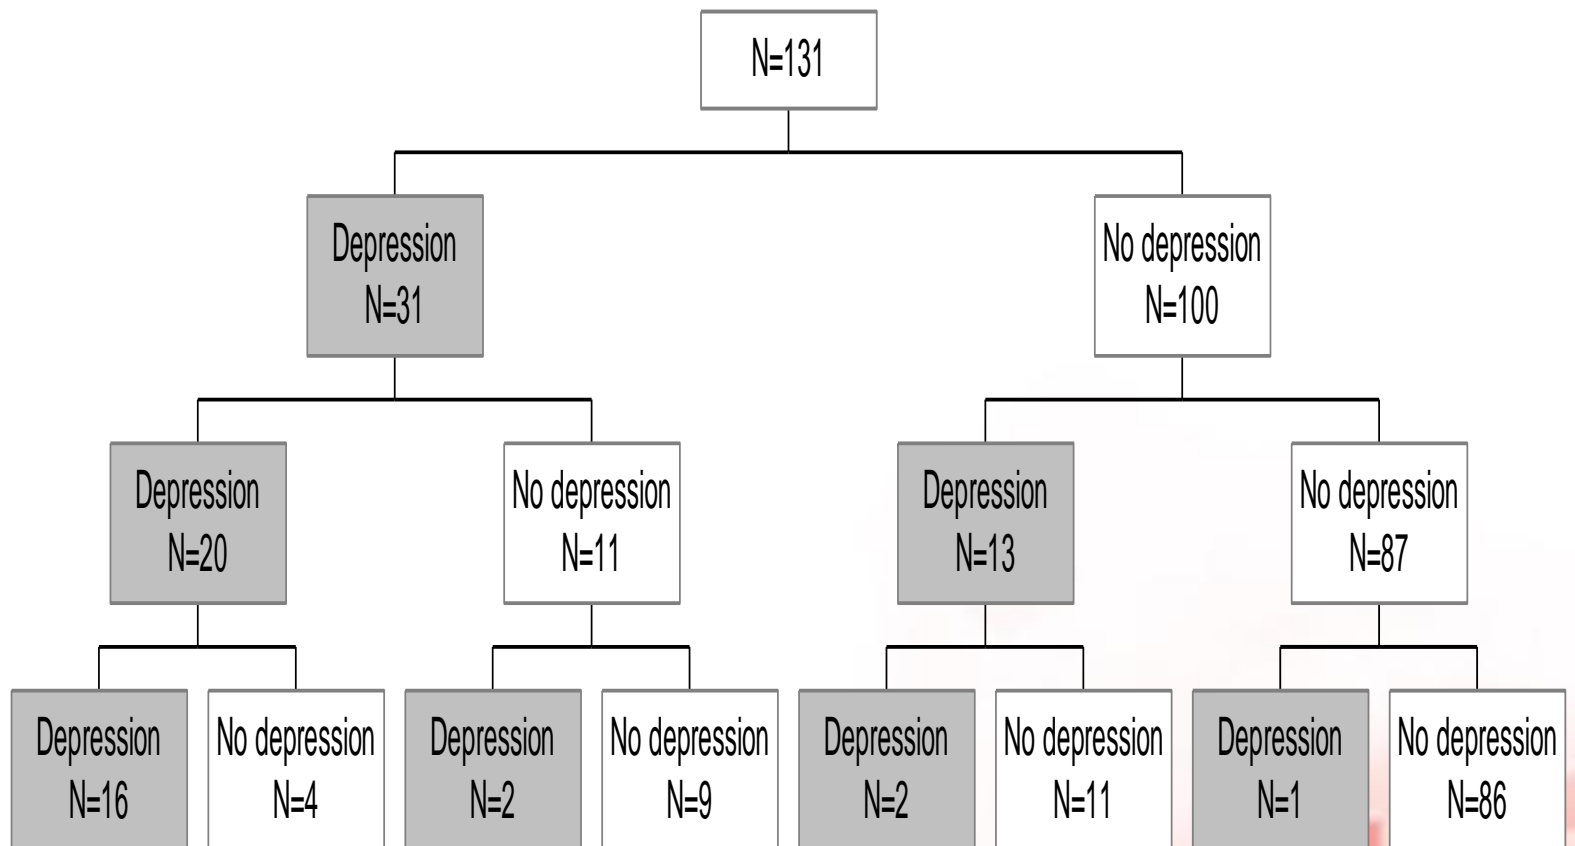 N=131
Depression
N=31
No depression
N=100
Depression
N=20
No depression
N=11
Depression
N=13
No depression
N=87
Depression
N=16
No depression
N=4
Depression
N=2
No depression
N=9
Depression
N=2
No depression
N=11
Depression
N=1
No depression
N=86